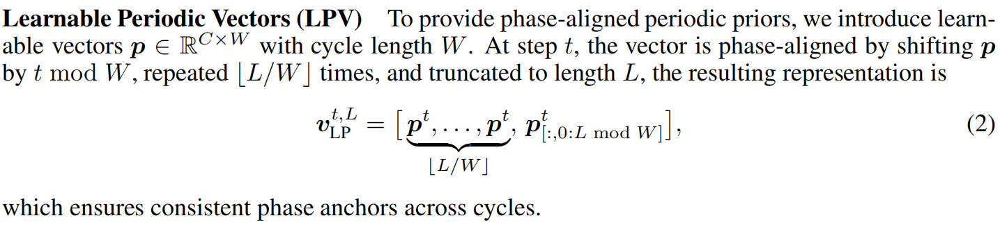 Learnable Periodic Vectors (LPV) To provide phase-aligned periodic priors, we introduce learn-
able vectors p ∈ ℝ^{C×W} with cycle length W. At step t, the vector is phase-aligned by shifting p
by t mod W, repeated ⌊L/W⌋ times, and truncated to length L, the resulting representation is
v_{LP}^{t,L} = [p^t, . . . , p^t, p^t_{[:,0:L mod W]}], (2)
⌊L/W⌋
which ensures consistent phase anchors across cycles.